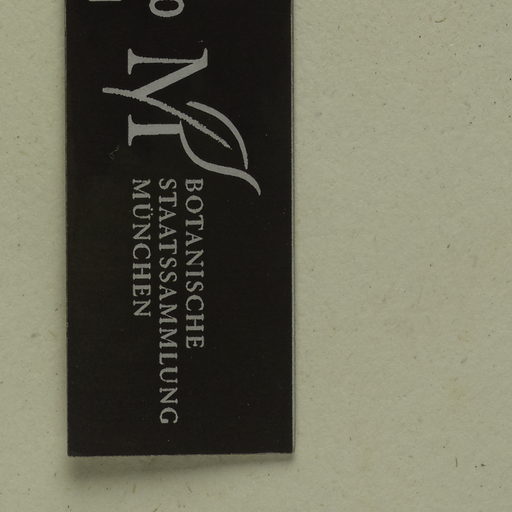 M
BOTANISCHE
STAATSSAMMLUNG
MÜNCHEN